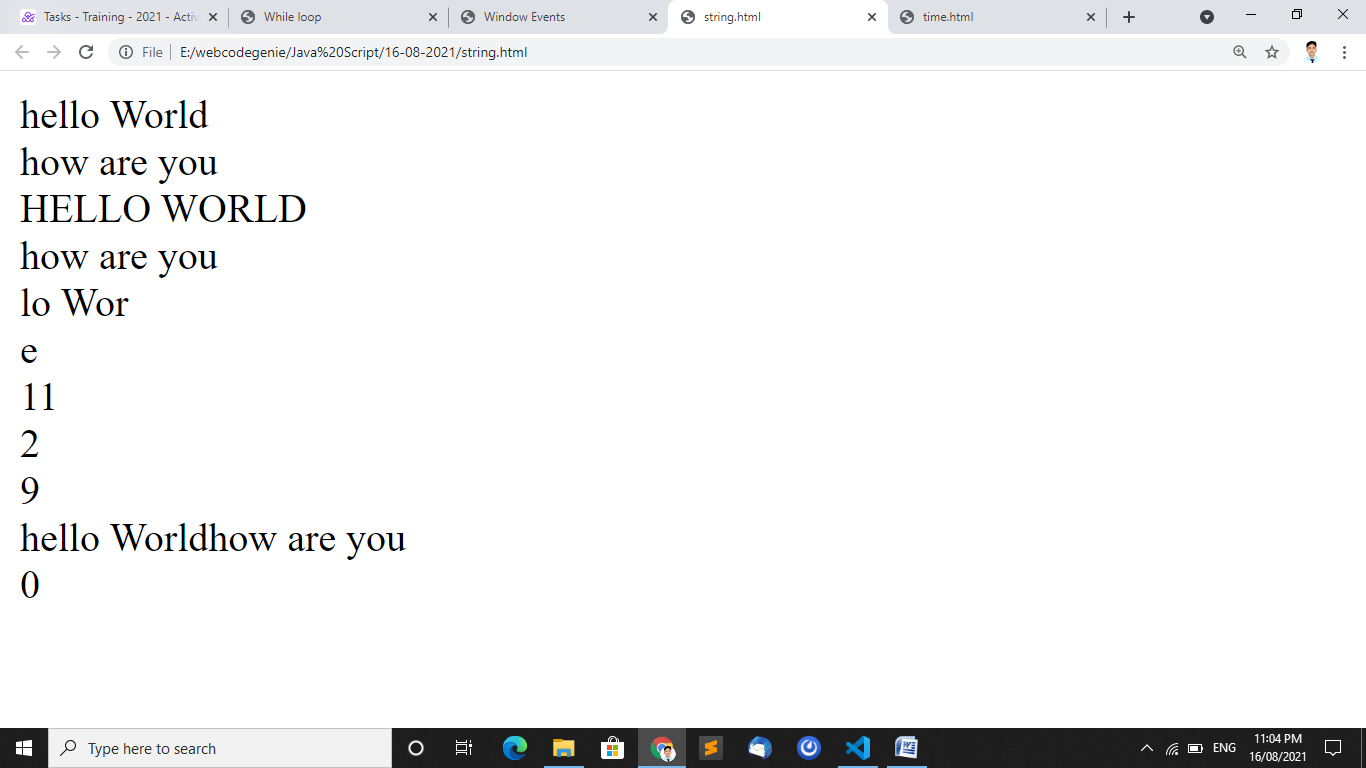 Tasks - Training - 2021 - Activ
While loop
Window Events
string.html
time.html
File
E:/webcodegenie/Java%20Script/16-08-2021/string.html
hello World
how are you
HELLO WORLD
how are you
lo Wor
e
11
2
9
hello Worldhow are you
0
Type here to search
ENG
11:04 PM
16/08/2021